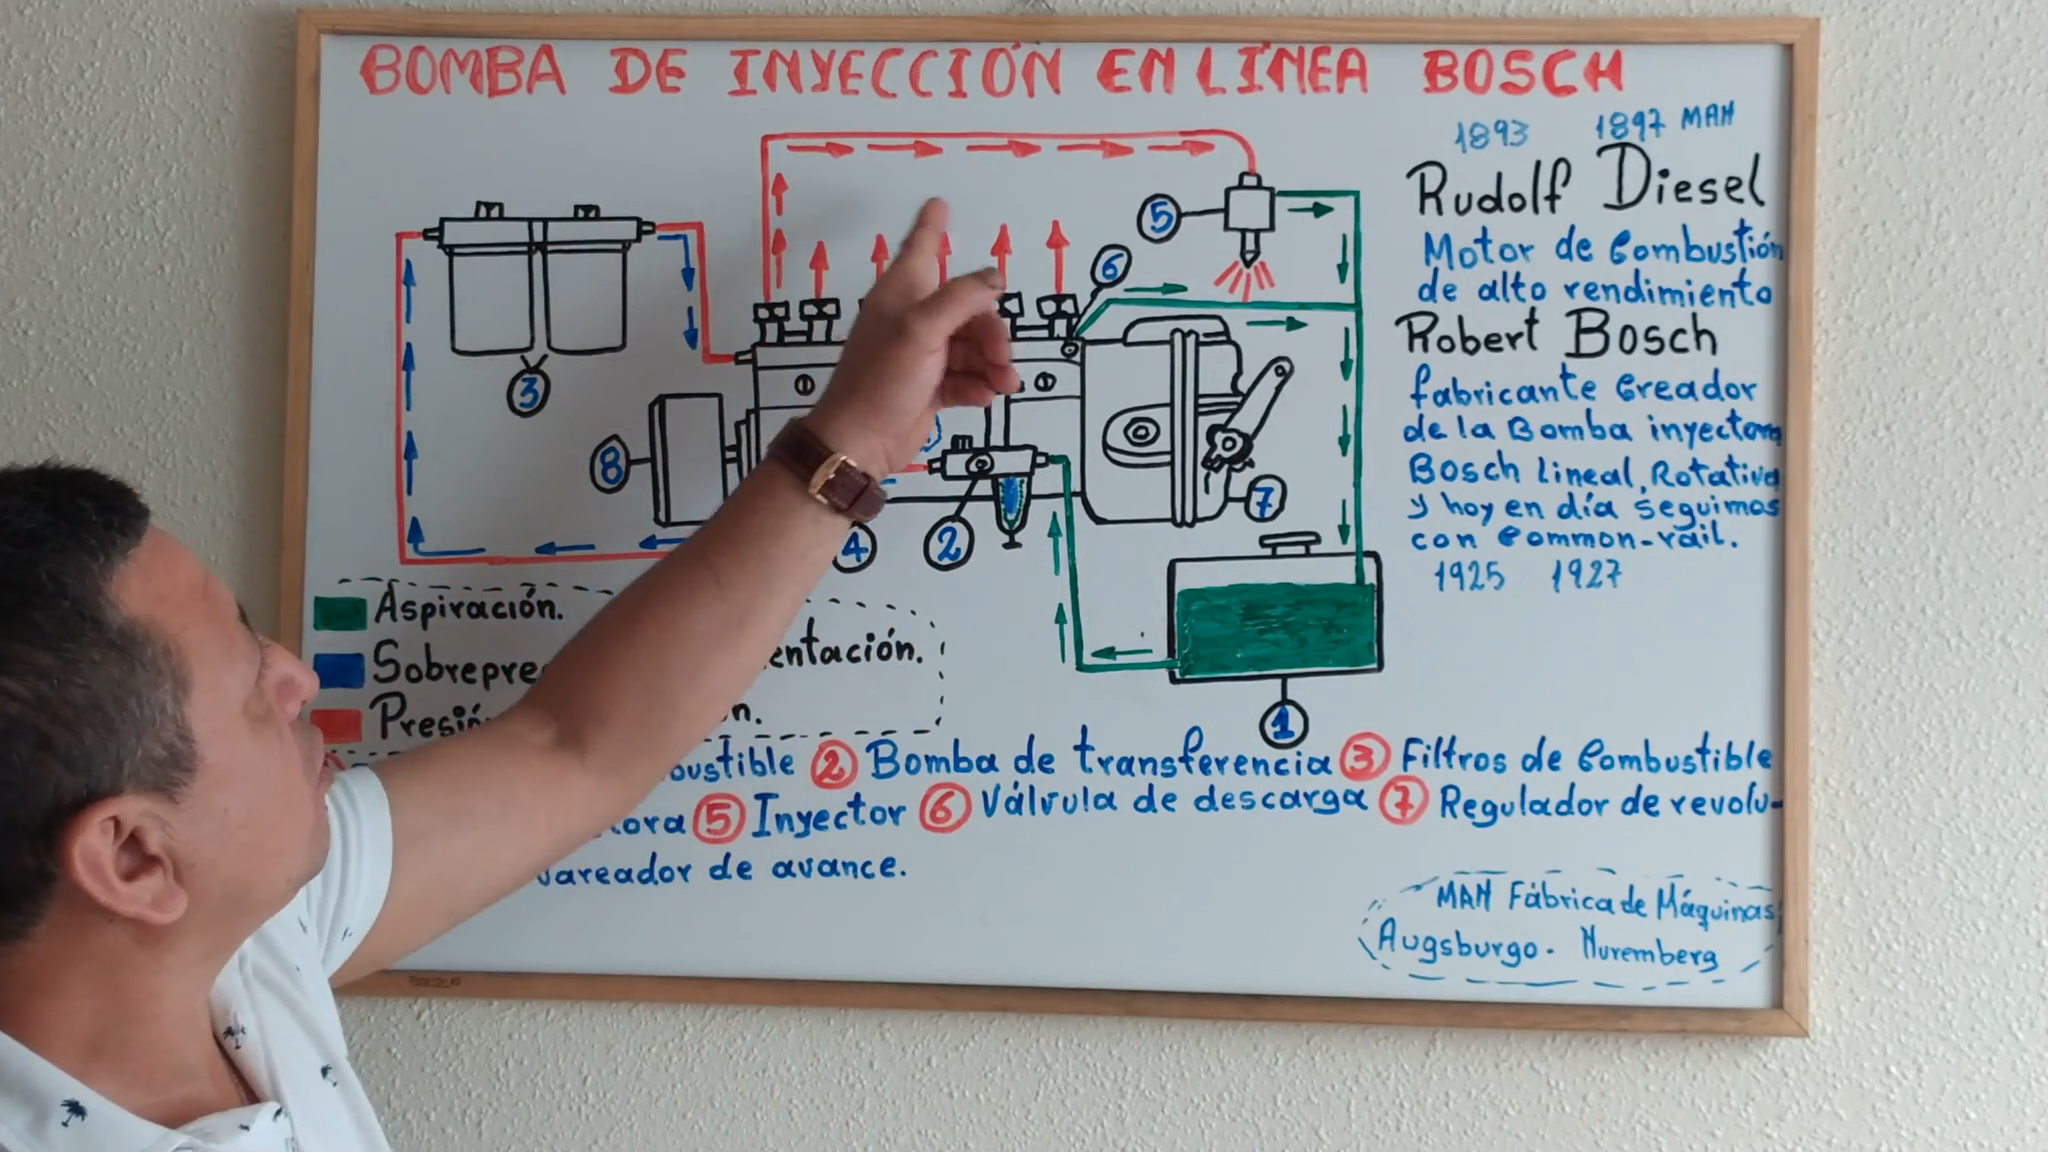 BOMBA DE INYECCIÓN EN LÍNEA BOSCH
1893 1897 MAN
Rudolf Diesel
Motor de Combustión
de alto rendimiento
Robert Bosch
fabricante Creador
de la Bomba inyectora
Bosch Lineal, Rotativa
y hoy en día seguimos
con Common-rail.
1925 1927
5
6
3
8
4
2
7
1
Aspiración.
Sobrepre entación.
Presión n.
bustible 2 Bomba de transferencia 3 Filtros de Combustible
tora 5 Inyector 6 Válvula de descarga 7 Regulador de revolu-
vareador de avance.
MAN Fábrica de Máquinas
Augsburgo - Nuremberg